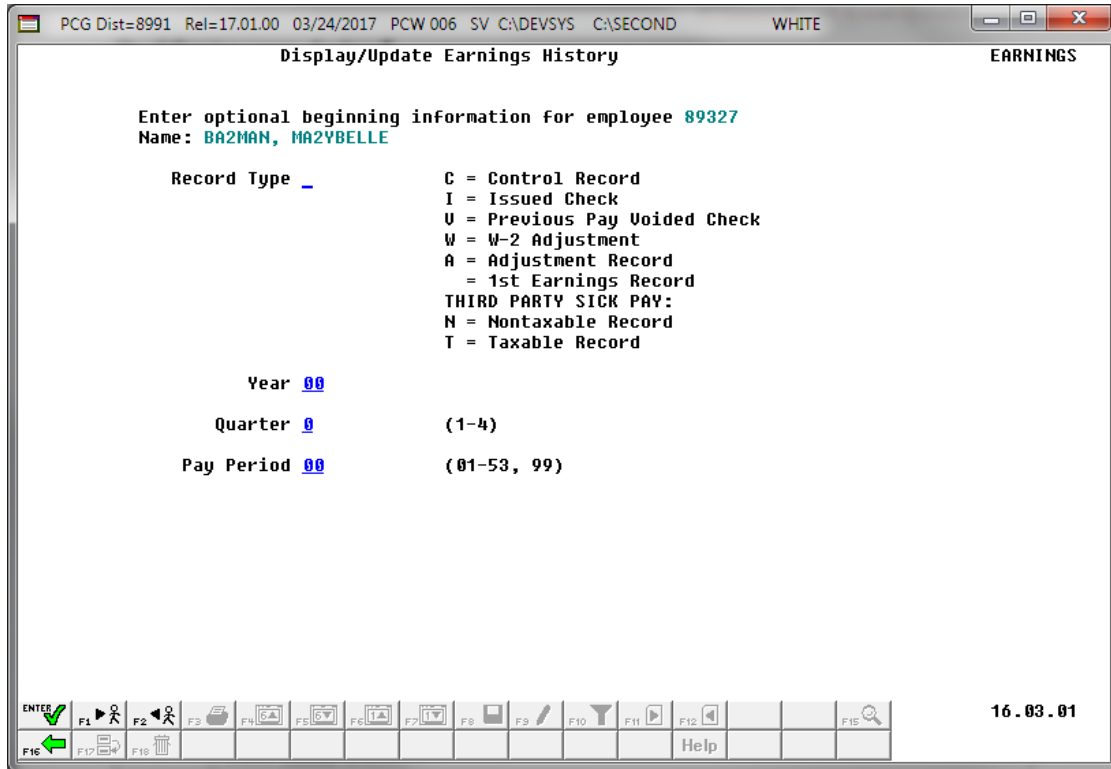 PCG Dist=8991 Rel=17.01.00 03/24/2017 PCW 006 SV C:\DEVSYS C:\SECOND WHITE
Display/Update Earnings History EARNINGS
Enter optional beginning information for employee 89327
Name: BA2MAN, MA2YBELLE
Record Type _ C = Control Record
I = Issued Check
V = Previous Pay Voided Check
W = W-2 Adjustment
A = Adjustment Record
= 1st Earnings Record
THIRD PARTY SICK PAY:
N = Nontaxable Record
T = Taxable Record
Year 00
Quarter 0 (1-4)
Pay Period 00 (01-53, 99)
ENTER F1 F2 F3 F4 6 F5 6 F6 1 F7 1 F8 F9 F10 F11 F12 F15 16.03.01
F16 F17 F18 Help